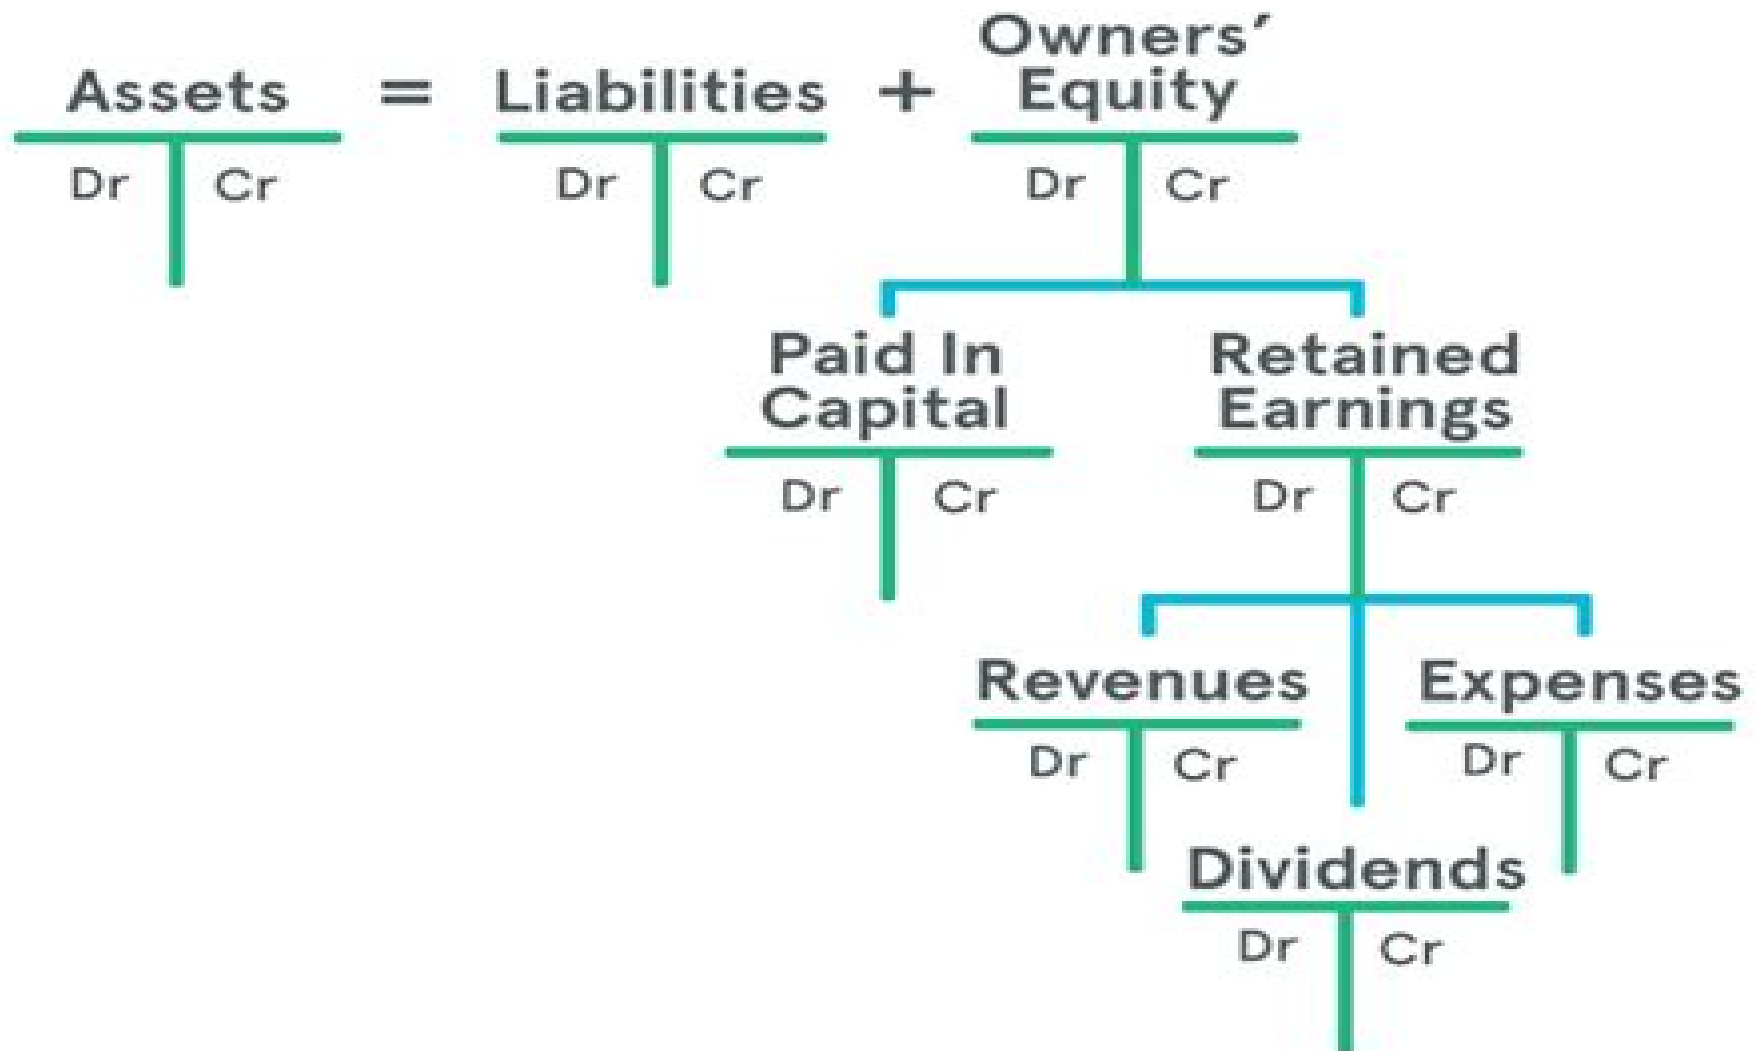 Assets = Liabilities + Owners' Equity
Dr Cr Dr Cr Dr Cr
Paid In Capital
Retained Earnings
Dr Cr Dr Cr
Revenues Expenses
Dr Cr Dr Cr
Dividends
Dr Cr